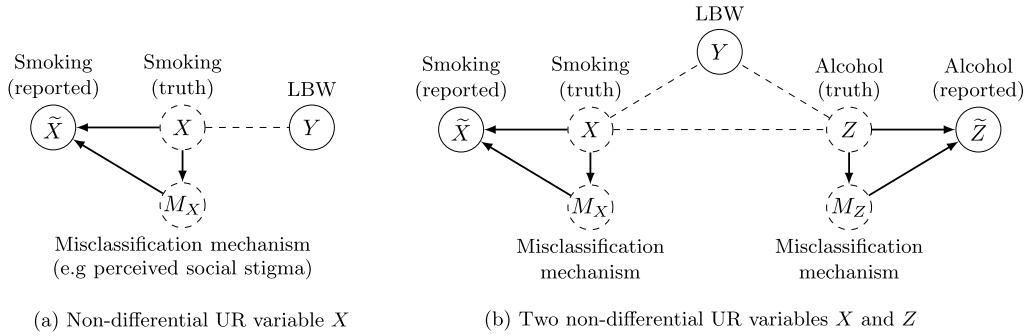 Smoking
(reported)
Smoking
(truth)
LBW
X̃
X
Y
M_X
Misclassification mechanism
(e.g perceived social stigma)
(a) Non-differential UR variable X
LBW
Y
Smoking
(reported)
Smoking
(truth)
Alcohol
(truth)
Alcohol
(reported)
X̃
X
Z
Z̃
M_X
M_Z
Misclassification
mechanism
Misclassification
mechanism
(b) Two non-differential UR variables X and Z